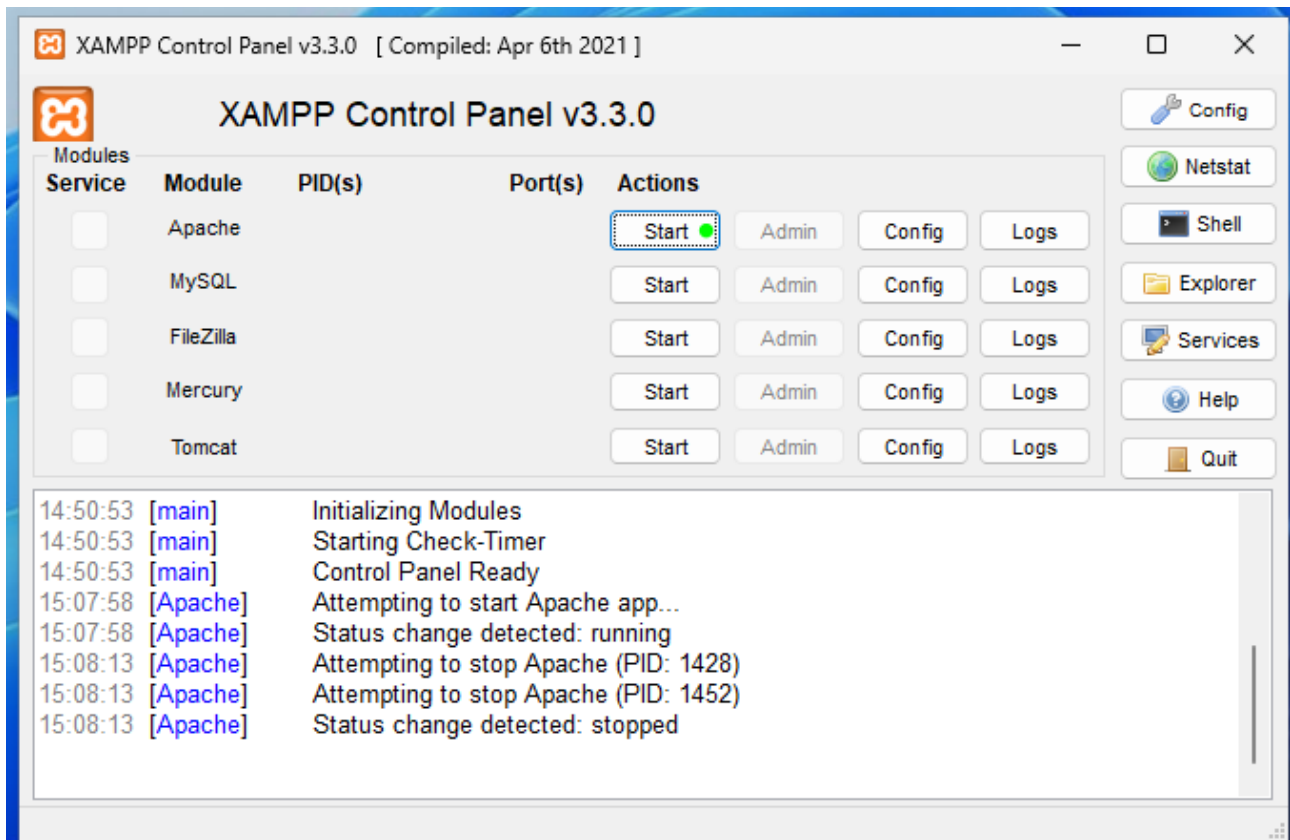 XAMPP Control Panel v3.3.0 [ Compiled: Apr 6th 2021 ]
XAMPP Control Panel v3.3.0
Config
Modules
Service Module PID(s) Port(s) Actions
Netstat
Apache Start Admin Config Logs
Shell
MySQL Start Admin Config Logs
Explorer
FileZilla Start Admin Config Logs
Services
Mercury Start Admin Config Logs
Help
Tomcat Start Admin Config Logs
Quit
14:50:53 [main] Initializing Modules
14:50:53 [main] Starting Check-Timer
14:50:53 [main] Control Panel Ready
15:07:58 [Apache] Attempting to start Apache app...
15:07:58 [Apache] Status change detected: running
15:08:13 [Apache] Attempting to stop Apache (PID: 1428)
15:08:13 [Apache] Attempting to stop Apache (PID: 1452)
15:08:13 [Apache] Status change detected: stopped